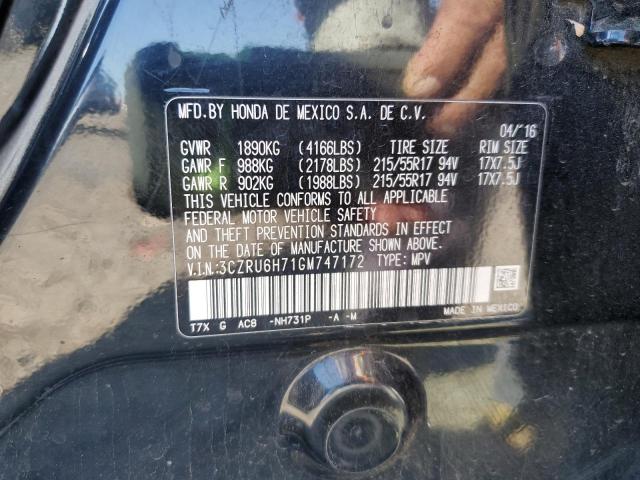 MFD.BY HONDA DE MEXICO S.A. DE C.V.
04/'16
GVWR 1890KG (4166LBS) TIRE SIZE RIM SIZE
GAWR F 988KG (2178LBS) 215/55R17 94V 17X7.5J
GAWR R 902KG (1988LBS) 215/55R17 94V 17X7.5J
THIS VEHICLE CONFORMS TO ALL APPLICABLE
FEDERAL MOTOR VEHICLE SAFETY
AND THEFT PREVENTION STANDARDS IN EFFECT
ON THE DATE OF MANUFACTURE SHOWN ABOVE.
V.I.N.:3CZRU6H71GM747172 TYPE: MPV
T7X G AC8 -NH731P -A -M MADE IN MEXICO